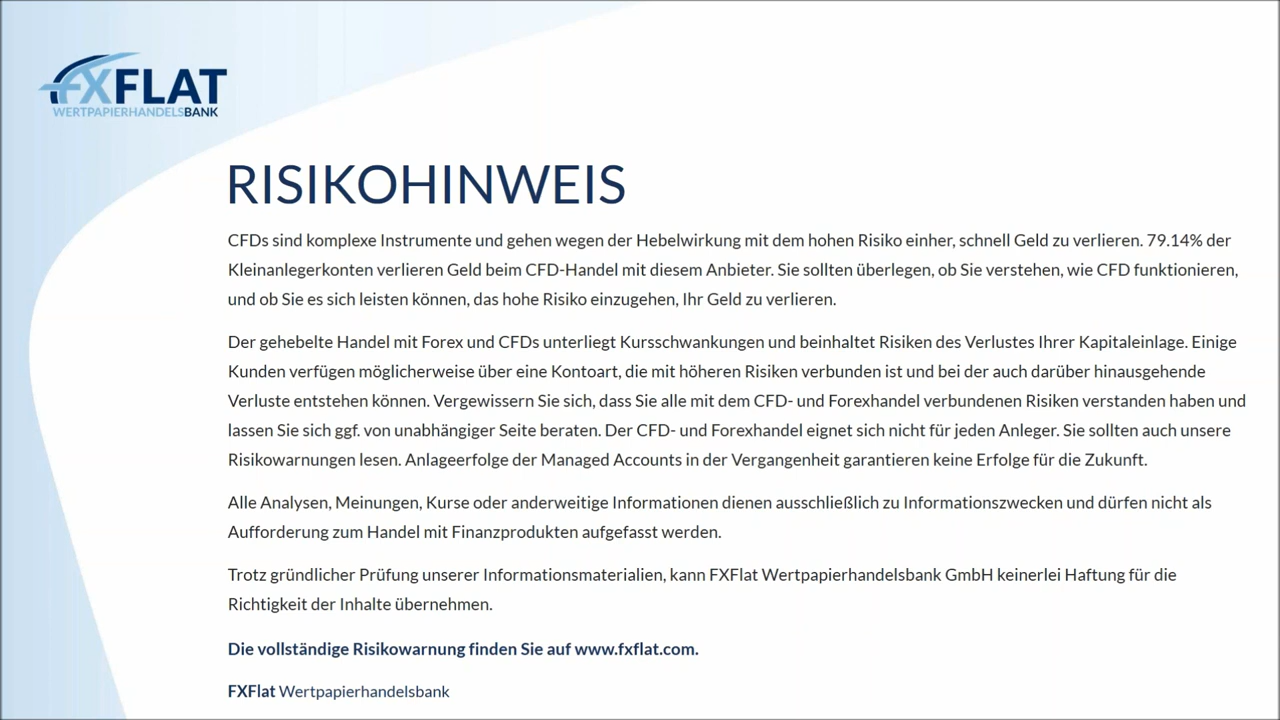 FXFLAT
WERTPAPIERHANDELSBANK
RISIKOHINWEIS
CFDs sind komplexe Instrumente und gehen wegen der Hebelwirkung mit dem hohen Risiko einher, schnell Geld zu verlieren. 79.14% der
Kleinanlegerkonten verlieren Geld beim CFD-Handel mit diesem Anbieter. Sie sollten überlegen, ob Sie verstehen, wie CFD funktionieren,
und ob Sie es sich leisten können, das hohe Risiko einzugehen, Ihr Geld zu verlieren.
Der gehebelte Handel mit Forex und CFDs unterliegt Kursschwankungen und beinhaltet Risiken des Verlustes Ihrer Kapitaleinlage. Einige
Kunden verfügen möglicherweise über eine Kontoart, die mit höheren Risiken verbunden ist und bei der auch darüber hinausgehende
Verluste entstehen können. Vergewissern Sie sich, dass Sie alle mit dem CFD- und Forexhandel verbundenen Risiken verstanden haben und
lassen Sie sich ggf. von unabhängiger Seite beraten. Der CFD- und Forexhandel eignet sich nicht für jeden Anleger. Sie sollten auch unsere
Risikowarnungen lesen. Anlageerfolge der Managed Accounts in der Vergangenheit garantieren keine Erfolge für die Zukunft.
Alle Analysen, Meinungen, Kurse oder anderweitige Informationen dienen ausschließlich zu Informationszwecken und dürfen nicht als
Aufforderung zum Handel mit Finanzprodukten aufgefasst werden.
Trotz gründlicher Prüfung unserer Informationsmaterialien, kann FXFlat Wertpapierhandelsbank GmbH keinerlei Haftung für die
Richtigkeit der Inhalte übernehmen.
Die vollständige Risikowarnung finden Sie auf www.fxflat.com.
FXFlat Wertpapierhandelsbank